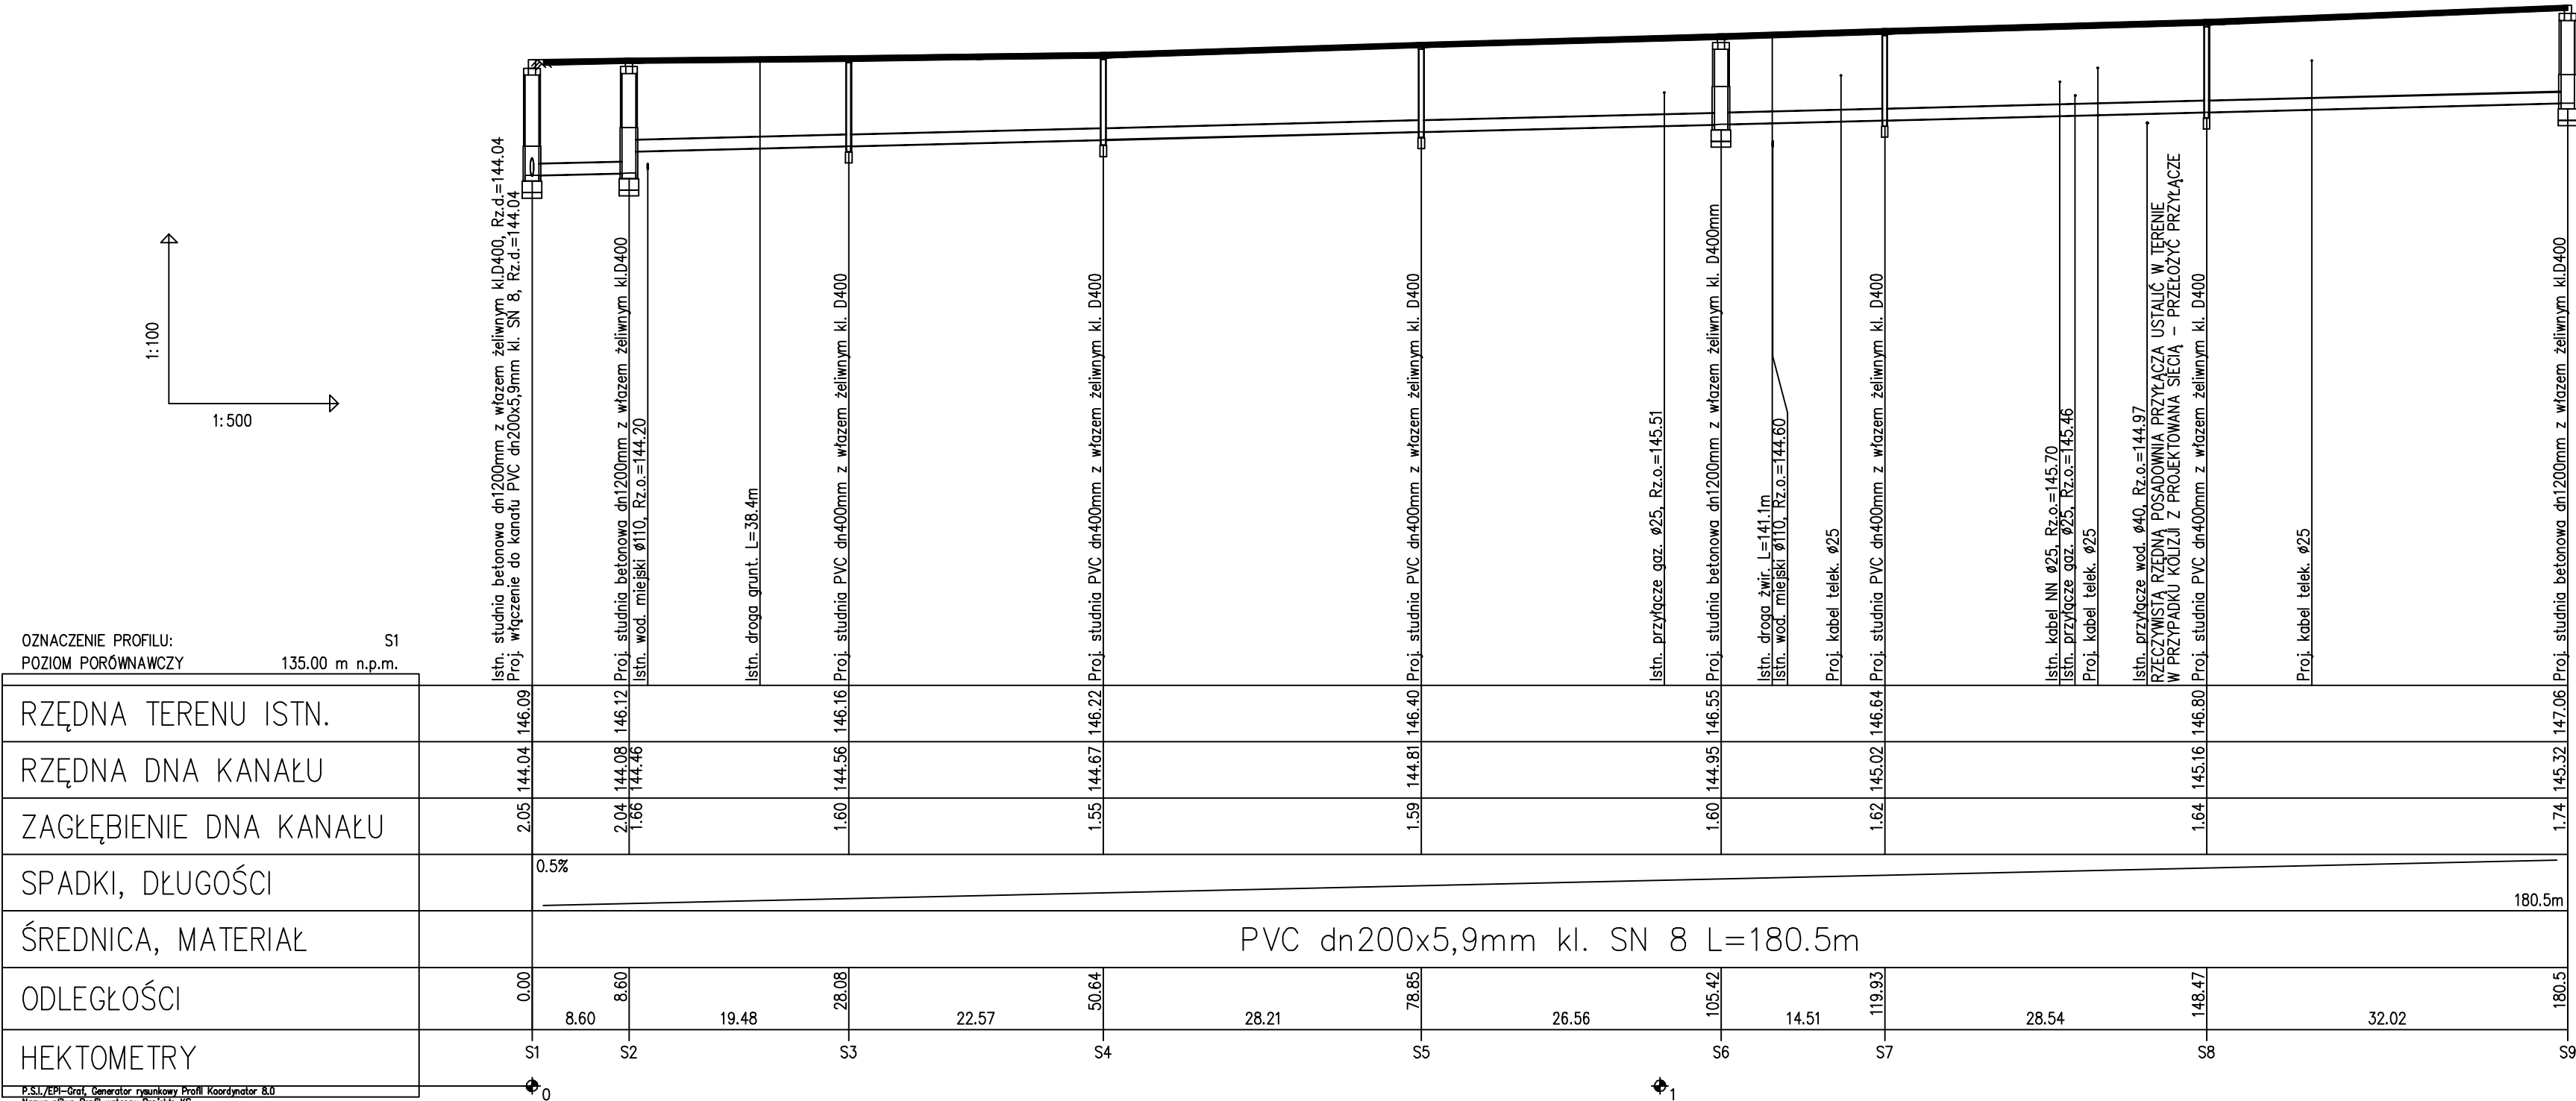 Istn. studnia betonowa dn1200mm z włazem żeliwnym kl.D400, Rz.d.=144.04
Proj. włączenie do kanału PVC dn200x5,9mm kl. SN 8, Rz.d.=144.04
Proj. studnia betonowa dn1200mm z włazem żeliwnym kl.D400
Istn. wod. miejski ø110, Rz.o.=144.20
Istn. droga grunt. L=38.4m
Proj. studnia PVC dn400mm z włazem żeliwnym kl. D400
Proj. studnia PVC dn400mm z włazem żeliwnym kl. D400
Proj. studnia PVC dn400mm z włazem żeliwnym kl. D400
Istn. przyłącze gaz. ø25, Rz.o.=145.51
Proj. studnia betonowa dn1200mm z włazem żeliwnym kl. D400mm
Istn. droga żwir. L=141.1m
Istn. wod. miejski ø110, Rz.o.=144.60
Proj. kabel telek. ø25
Proj. studnia PVC dn400mm z włazem żeliwnym kl. D400
Istn. kabel NN ø25, Rz.o.=145.70
Istn. przyłącze gaz. ø25, Rz.o.=145.46
Proj. kabel telek. ø25
Istn. przyłącze wod. ø40, Rz.o.=144.97
RZECZYWISTĄ RZĘDNĄ POSADOWNIA PRZYŁĄCZA USTALIĆ W TERENIE
W PRZYPADKU KOLIZJI Z PROJEKTOWANA SIECIĄ - PRZEŁOŻYĆ PRZYŁĄCZE
Proj. studnia PVC dn400mm z włazem żeliwnym kl. D400
Proj. kabel telek. ø25
Proj. studnia betonowa dn1200mm z włazem żeliwnym kl.D400
1:100
1:500
OZNACZENIE PROFILU: S1
POZIOM PORÓWNAWCZY 135.00 m n.p.m.
RZĘDNA TERENU ISTN. 146.09 146.12 146.16 146.22 146.40 146.55 146.64 146.80 147.06
RZĘDNA DNA KANAŁU 144.04 144.08 144.46 144.56 144.67 144.81 144.95 145.02 145.16 145.32
ZAGŁĘBIENIE DNA KANAŁU 2.05 2.04 1.66 1.60 1.55 1.59 1.60 1.62 1.64 1.74
SPADKI, DŁUGOŚCI 0.5% 180.5m
ŚREDNICA, MATERIAŁ PVC dn200x5,9mm kl. SN 8 L=180.5m
ODLEGŁOŚCI 0.00 8.60 28.08 50.64 78.85 105.42 119.93 148.47 180.5
8.60 19.48 22.57 28.21 26.56 14.51 28.54 32.02
HEKTOMETRY S1 S2 S3 S4 S5 S6 S7 S8 S9
0 1
P.S.I./EPI-Graf, Generator rysunkowy Profil Koordynator 8.0